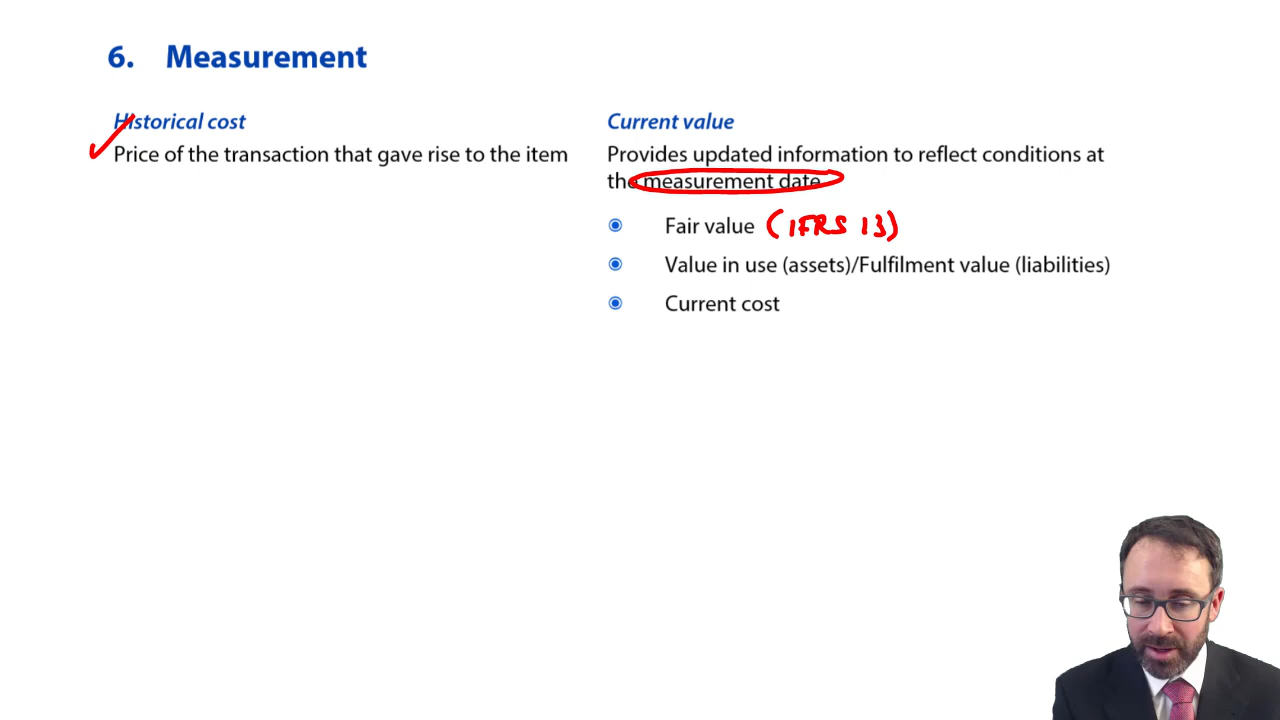 6. Measurement
Historical cost
Price of the transaction that gave rise to the item
Current value
Provides updated information to reflect conditions at
the measurement date
Fair value (IFRS 13)
Value in use (assets)/Fulfilment value (liabilities)
Current cost